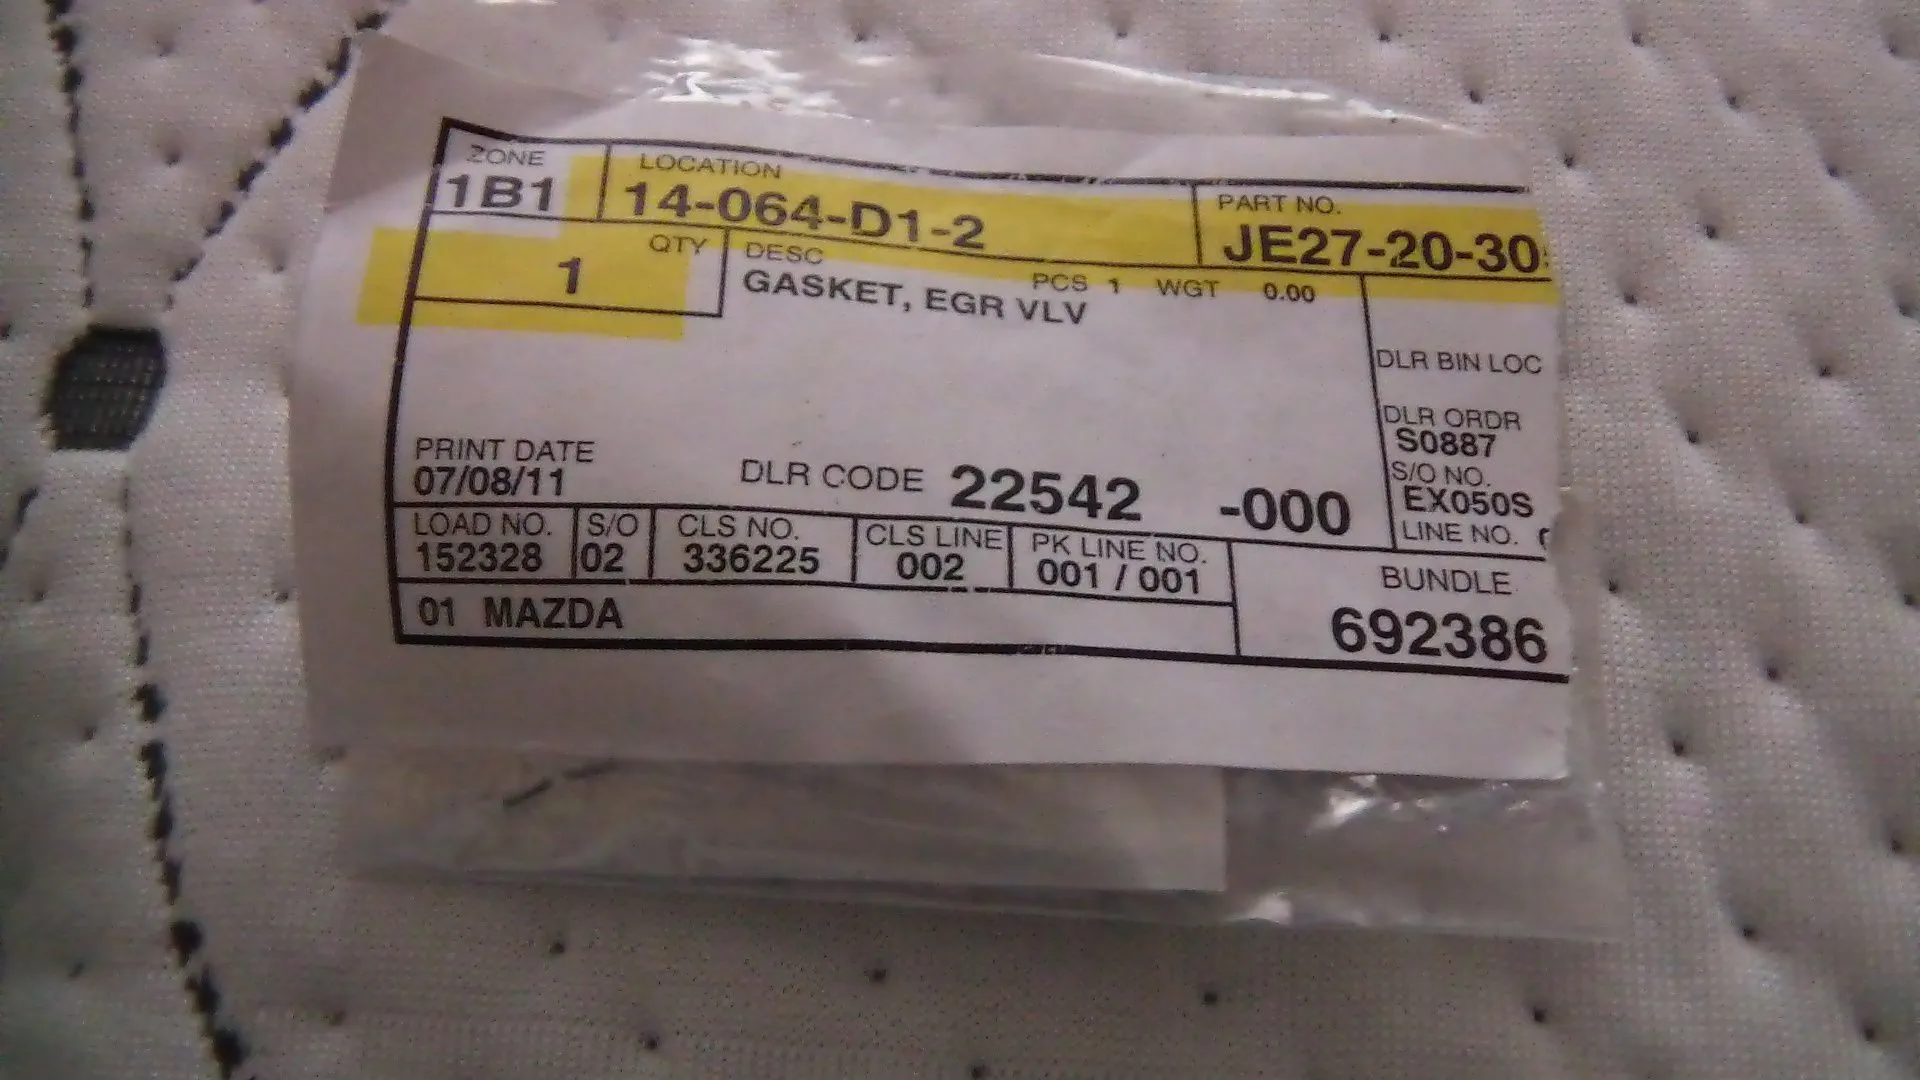 ZONE LOCATION PART NO.
1B1 14-064-D1-2 JE27-20-30
QTY DESC PCS 1 WGT 0.00
1 GASKET, EGR VLV
DLR BIN LOC
DLR ORDR
S0887
PRINT DATE DLR CODE 22542 -000 S/O NO.
07/08/11 EX050S
LINE NO.
LOAD NO. S/O CLS NO. CLS LINE PK LINE NO. BUNDLE
152328 02 336225 002 001 / 001 692386
01 MAZDA